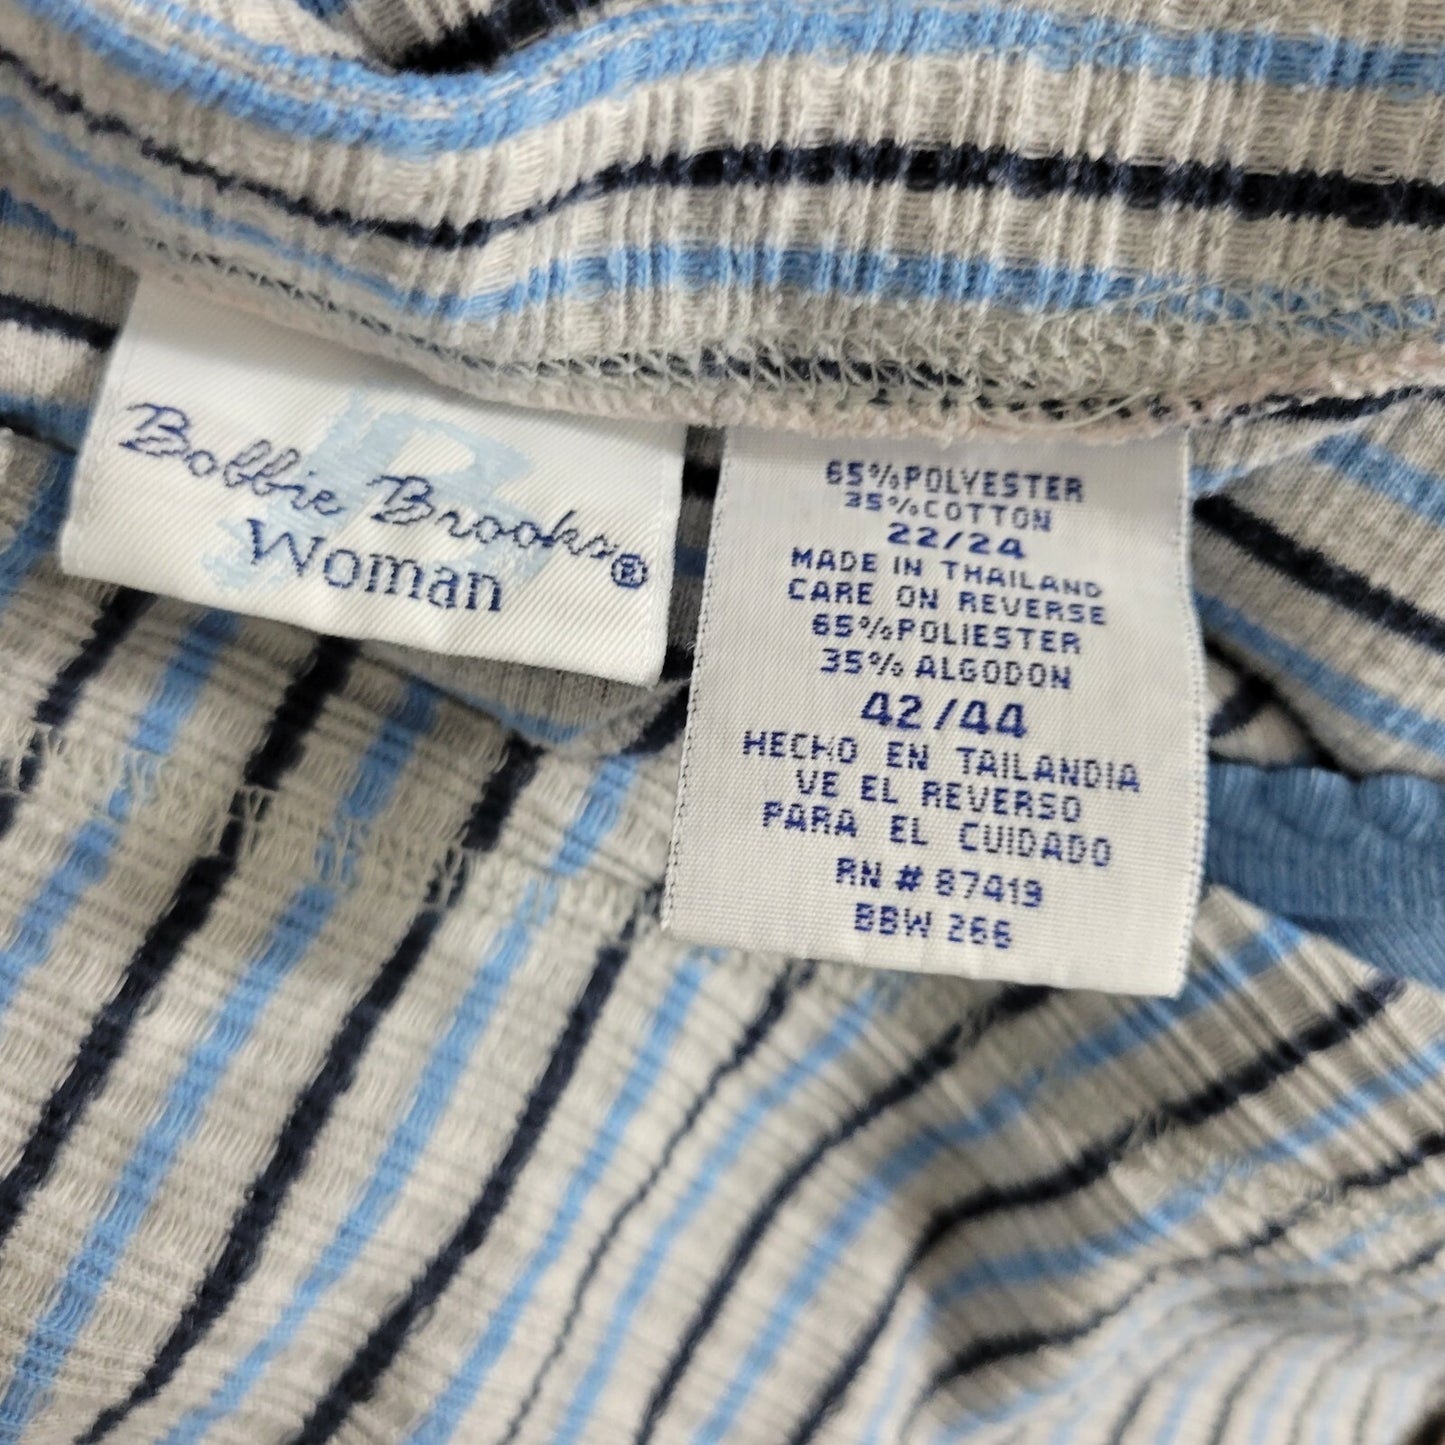 Bobbie Brooks®
Woman
65%POLYESTER
35%COTTON
22/24
MADE IN THAILAND
CARE ON REVERSE
65%POLIESTER
35% ALGODON
42/44
HECHO EN TAILANDIA
VE EL REVERSO
PARA EL CUIDADO
RN # 87419
BBW 266